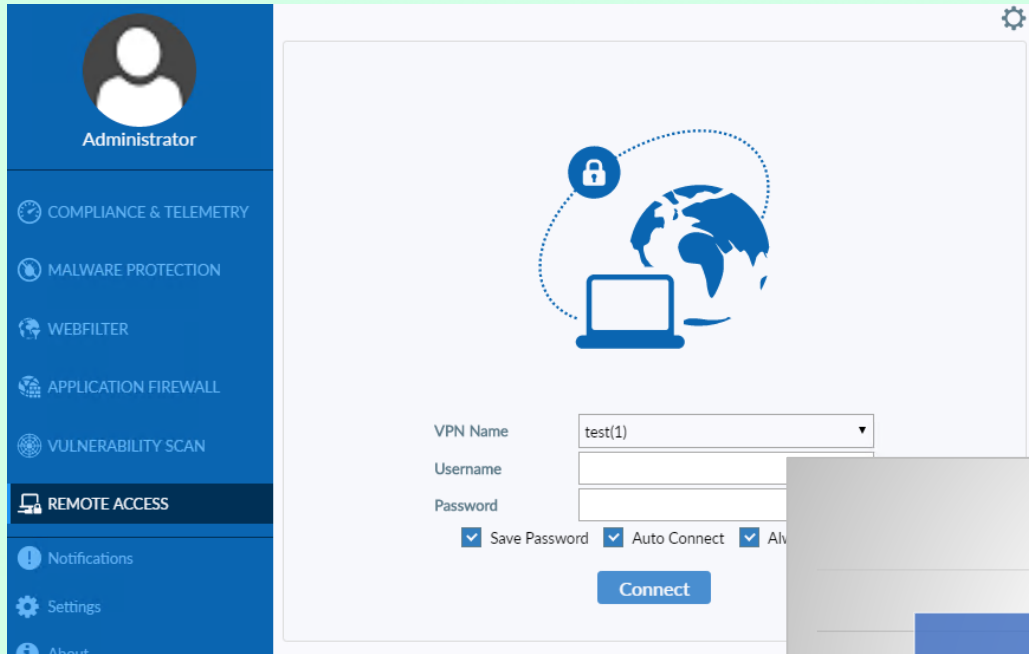 Administrator
COMPLIANCE & TELEMETRY
MALWARE PROTECTION
WEBFILTER
APPLICATION FIREWALL
VULNERABILITY SCAN
REMOTE ACCESS
Notifications
Settings
About
VPN Name test(1)
Username
Password
Save Password Auto Connect
Connect